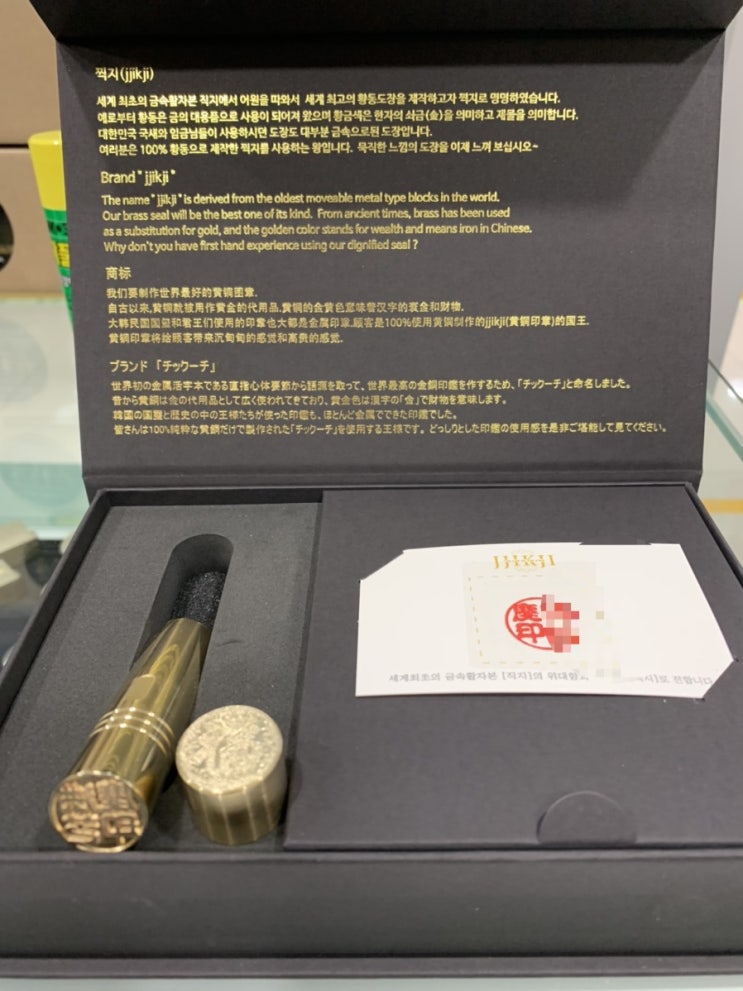 찍지(jjikji)
세계 최초의 금속활자본 직지에서 어원을 따와서 세계 최고의 황동도장을 제작하고자 찍지로 명명하였습니다.
예로부터 황동은 금의 대용품으로 사용이 되어져 왔으며 황금색은 한자의 쇠금(金)을 의미하고 재물을 의미합니다.
대한민국 국새와 임금님들이 사용하시던 도장도 대부분 금속으로된 도장입니다.
여러분은 100% 황동으로 제작한 찍지를 사용하는 왕입니다. 묵직한 느낌의 도장을 이제 느껴 보십시오~
Brand "jjikji"
The name "jjikji" is derived from the oldest moveable metal type blocks in the world.
Our brass seal will be the best one of its kind. From ancient times, brass has been used
as a substitution for gold, and the golden color stands for wealth and means iron in Chinese.
Why don't you have first hand experience using our dignified seal ?
商标
我们要制作世界最好的黄铜图章.
自古以来,黄铜就被用作黄金的代用品,黄铜的金黄色意味着汉字的衰金和财物.
大韩民国国玺和君王们使用的印章也大都是金属印章,顾客是100%使用黄铜制作的jjikji(黄铜印章)的国王.
黄铜印章将给顾客带来沉甸甸的感觉和高贵的感觉.
ブランド 「チックーチ」
世界初の金属活字本である直指心体要節から語源を取って、世界最高の金銅印鑑を作するため、「チックーチ」と命名しました。
昔から黄銅は金の代用品として広く使われてきており、黄金色は漢字の「金」で財物を意味します。
韓国の国璽と歴史の中の王様たちが使った印鑑も、ほとんど金属でできた印鑑でした。
皆さんは100%純粋な黄銅だけで製作された「チックーチ」を使用する王様です。どっしりとした印鑑の使用感を是非ご堪能して見てください。
JJIKJI
印
세계최초의 금속활자본 [직지]의 위대함 전합니다